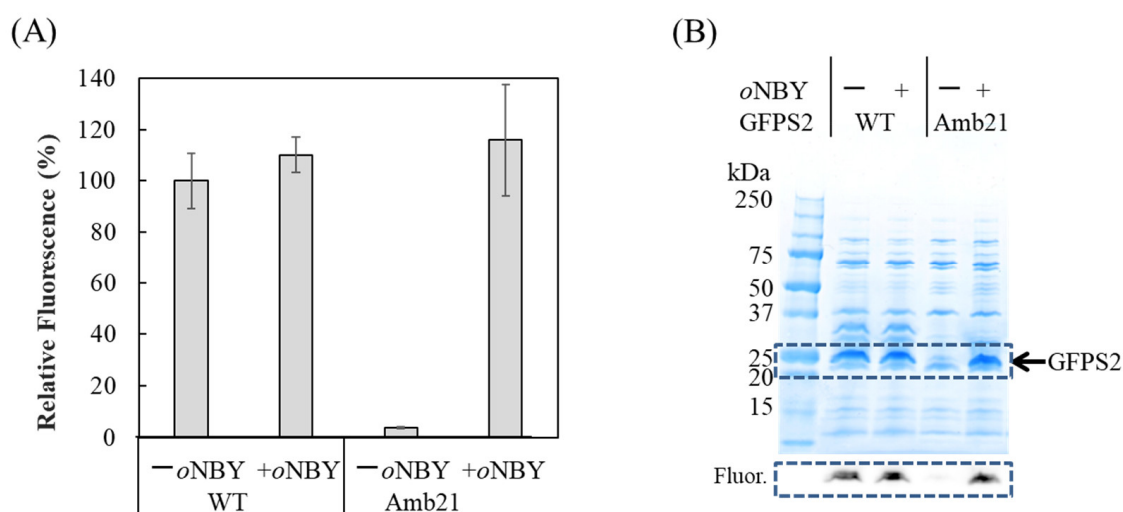 (A)
140
120
100
80
60
40
20
0
Relative Fluorescence (%)
−oNBY +oNBY −oNBY +oNBY
WT Amb21
(B)
oNBY − + − +
GFPS2 WT Amb21
kDa
250
75
50
37
25
20
15
GFPS2
Fluor.